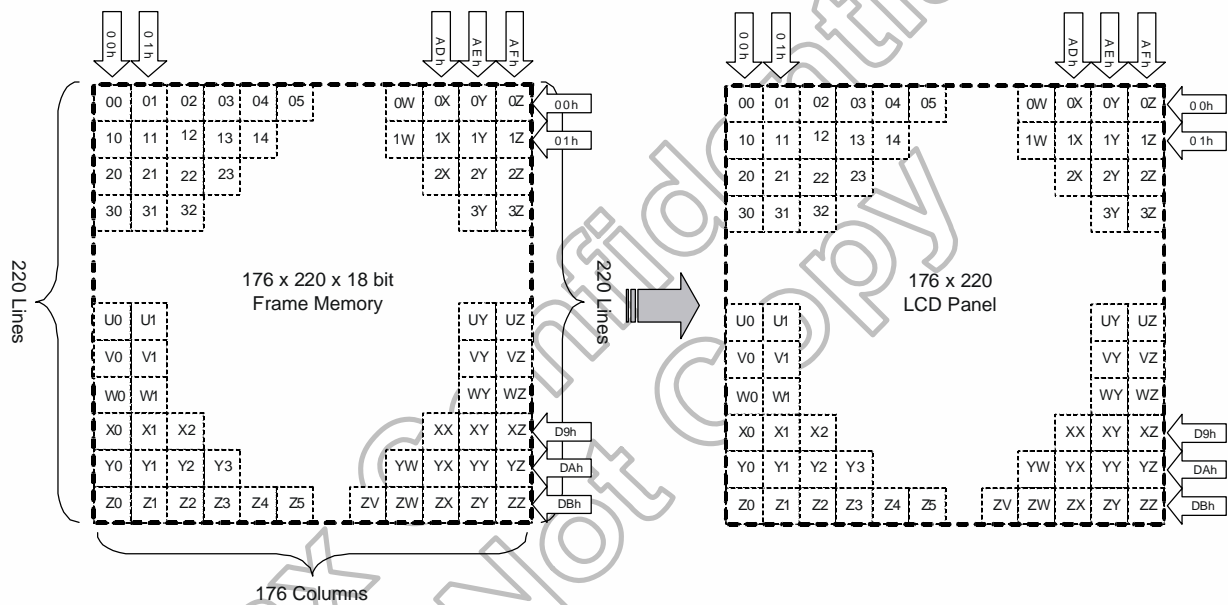 00h 01h ADh AEh AFh 00h 01h ADh AEh AFh
00 01 02 03 04 05 0W 0X 0Y 0Z 00h 00 01 02 03 04 05 0W 0X 0Y 0Z 00h
10 11 12 13 14 1W 1X 1Y 1Z 01h 10 11 12 13 14 1W 1X 1Y 1Z 01h
20 21 22 23 2X 2Y 2Z 20 21 22 23 2X 2Y 2Z
30 31 32 3Y 3Z 30 31 32 3Y 3Z
220 Lines
176 x 220 x 18 bit
Frame Memory
220 Lines
176 x 220
LCD Panel
U0 U1 UY UZ U0 U1 UY UZ
V0 V1 VY VZ V0 V1 VY VZ
W0 W1 WY WZ W0 W1 WY WZ
X0 X1 X2 XX XY XZ D9h X0 X1 X2 XX XY XZ D9h
Y0 Y1 Y2 Y3 YW YX YY YZ DAh Y0 Y1 Y2 Y3 YW YX YY YZ DAh
Z0 Z1 Z2 Z3 Z4 Z5 ZV ZW ZX ZY ZZ DBh Z0 Z1 Z2 Z3 Z4 Z5 ZV ZW ZX ZY ZZ DBh
176 Columns
Not Copy